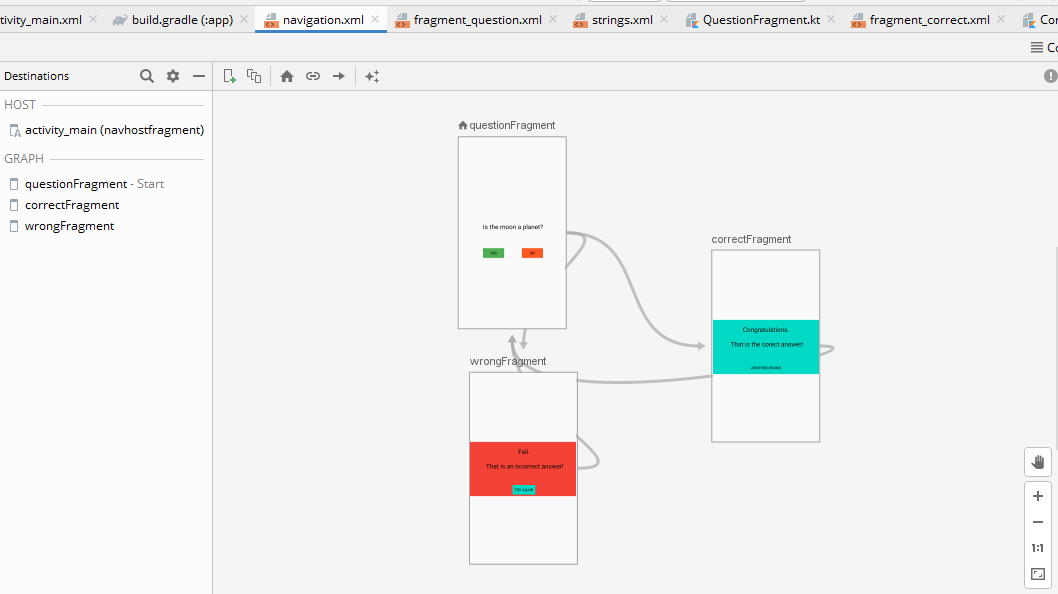 tivity_main.xml build.gradle (:app) navigation.xml fragment_question.xml strings.xml QuestionFragment.kt fragment_correct.xml Cor
Co
Destinations
HOST
activity_main (navhostfragment)
GRAPH
questionFragment - Start
correctFragment
wrongFragment
questionFragment
Is the moon a planet?
YES NO
correctFragment
Congratulations.
That is the corect answer!
ANOTHER ROUND
wrongFragment
Fail.
That is an incorrect answer!
TRY AGAIN
1:1